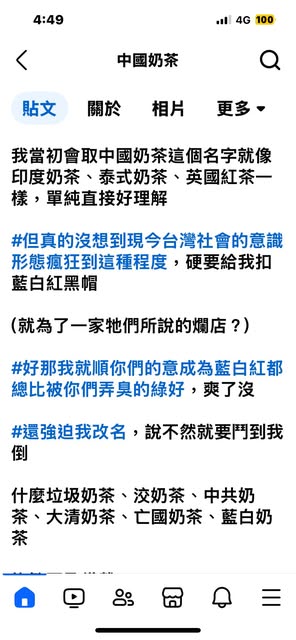 4:49
4G 100
中國奶茶
貼文 關於 相片 更多
我當初會取中國奶茶這個名字就像
印度奶茶、泰式奶茶、英國紅茶一
樣，單純直接好理解
#但真的沒想到現今台灣社會的意識
形態瘋狂到這種程度，硬要給我扣
藍白紅黑帽
(就為了一家牠們所說的爛店？)
#好那我就順你們的意成為藍白紅都
總比被你們弄臭的綠好，爽了沒
#還強迫我改名，說不然就要鬥到我
倒
什麼垃圾奶茶、洨奶茶、中共奶
茶、大清奶茶、亡國奶茶、藍白奶
茶